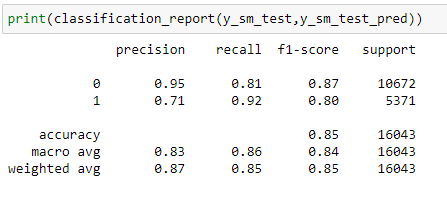 print(classification_report(y_sm_test,y_sm_test_pred))
precision recall f1-score support
0 0.95 0.81 0.87 10672
1 0.71 0.92 0.80 5371
accuracy 0.85 16043
macro avg 0.83 0.86 0.84 16043
weighted avg 0.87 0.85 0.85 16043